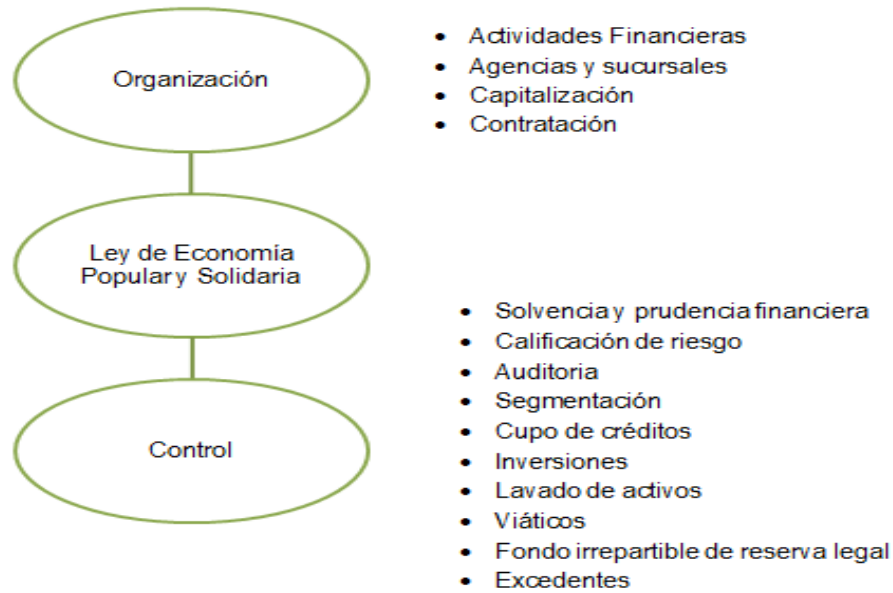 Organización
• Actividades Financieras
• Agencias y sucursales
• Capitalización
• Contratación
Ley de Economía
Popular y Solidaria
Control
• Solvencia y prudencia financiera
• Calificación de riesgo
• Auditoria
• Segmentación
• Cupo de créditos
• Inversiones
• Lavado de activos
• Viáticos
• Fondo irrepartible de reserva legal
• Excedentes